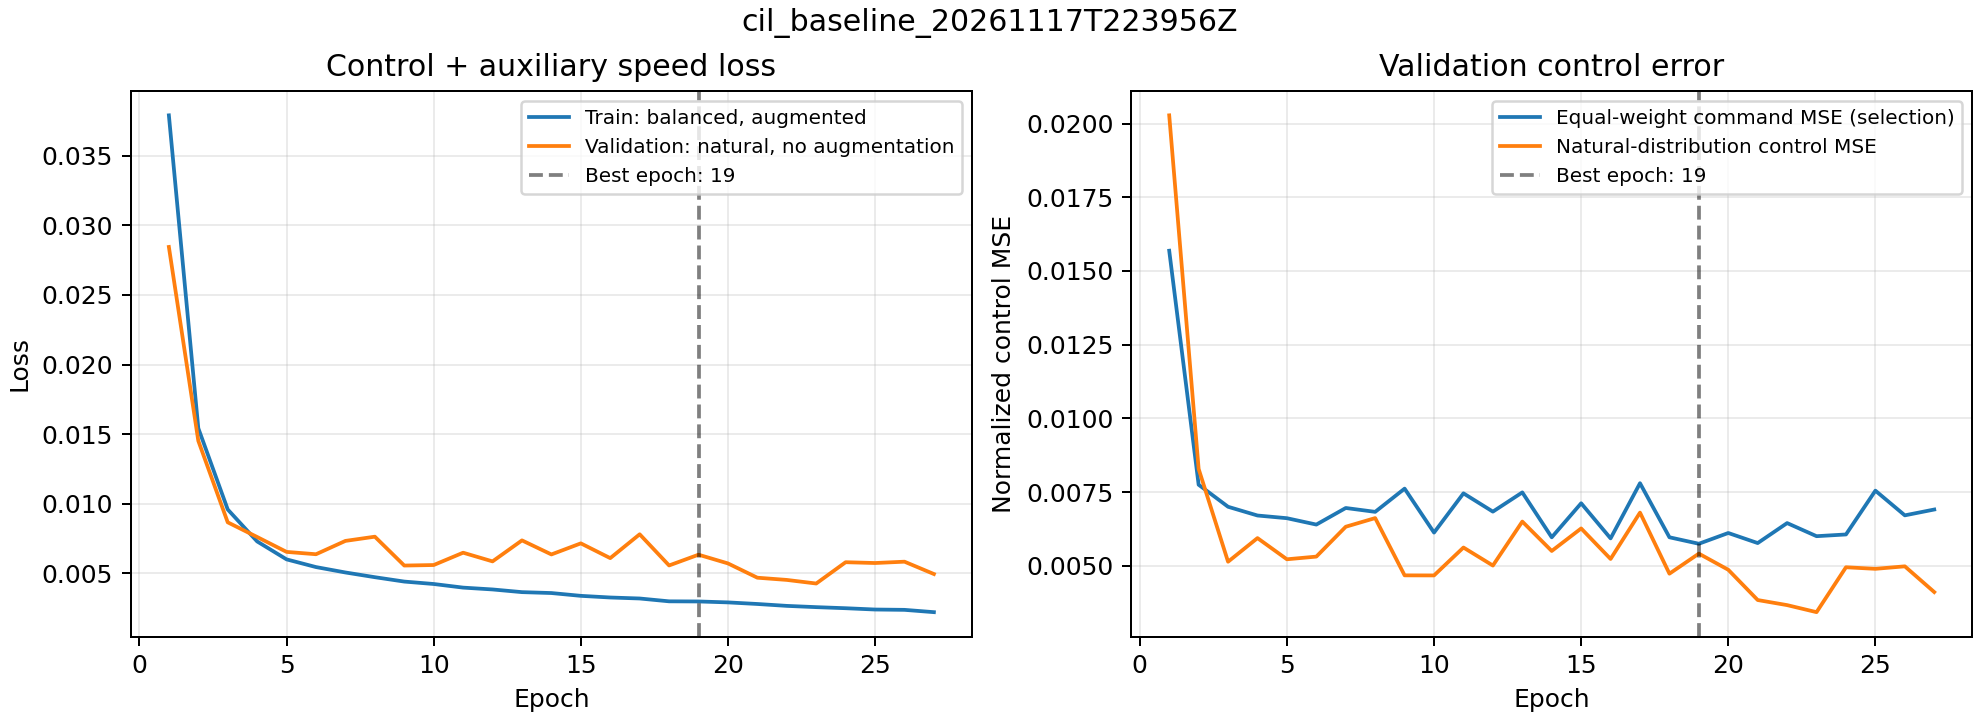 cil_baseline_20261117T223956Z
Control + auxiliary speed loss
Train: balanced, augmented
Validation: natural, no augmentation
Best epoch: 19
Loss
0.035
0.030
0.025
0.020
0.015
0.010
0.005
0
5
10
15
20
25
Epoch
Validation control error
Equal-weight command MSE (selection)
Natural-distribution control MSE
Best epoch: 19
Normalized control MSE
0.0200
0.0175
0.0150
0.0125
0.0100
0.0075
0.0050
0
5
10
15
20
25
Epoch